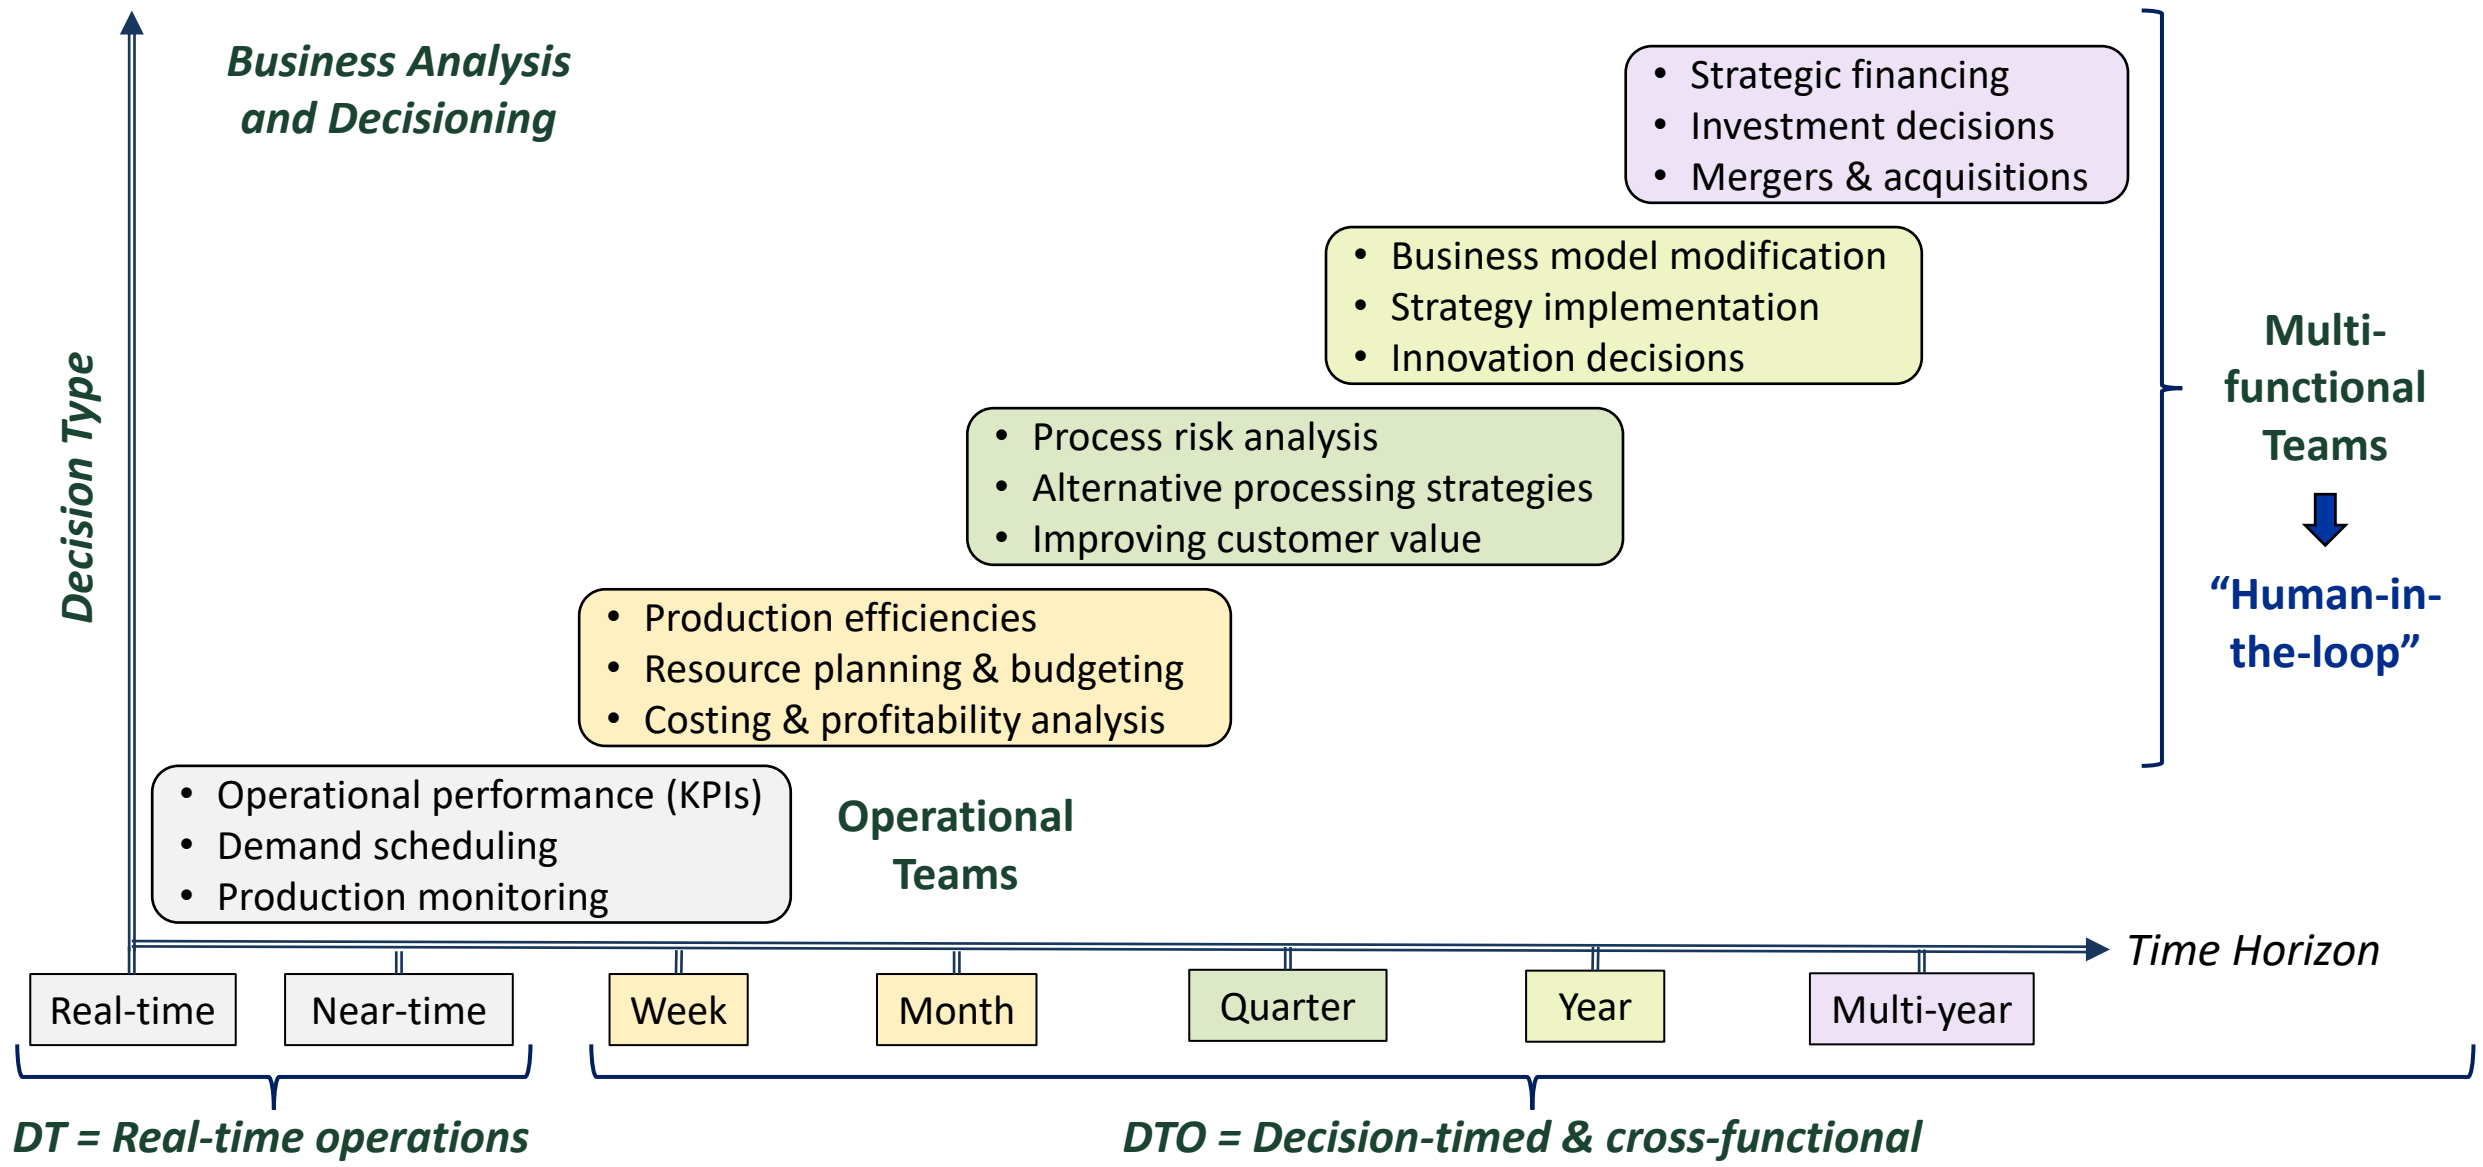 Business Analysis
and Decisioning
• Strategic financing
• Investment decisions
• Mergers & acquisitions
• Business model modification
• Strategy implementation
• Innovation decisions
• Process risk analysis
• Alternative processing strategies
• Improving customer value
• Production efficiencies
• Resource planning & budgeting
• Costing & profitability analysis
• Operational performance (KPIs)
• Demand scheduling
• Production monitoring
Operational
Teams
Multi-
functional
Teams
“Human-in-
the-loop”
Decision Type
Time Horizon
Real-time
Near-time
Week
Month
Quarter
Year
Multi-year
DT = Real-time operations
DTO = Decision-timed & cross-functional